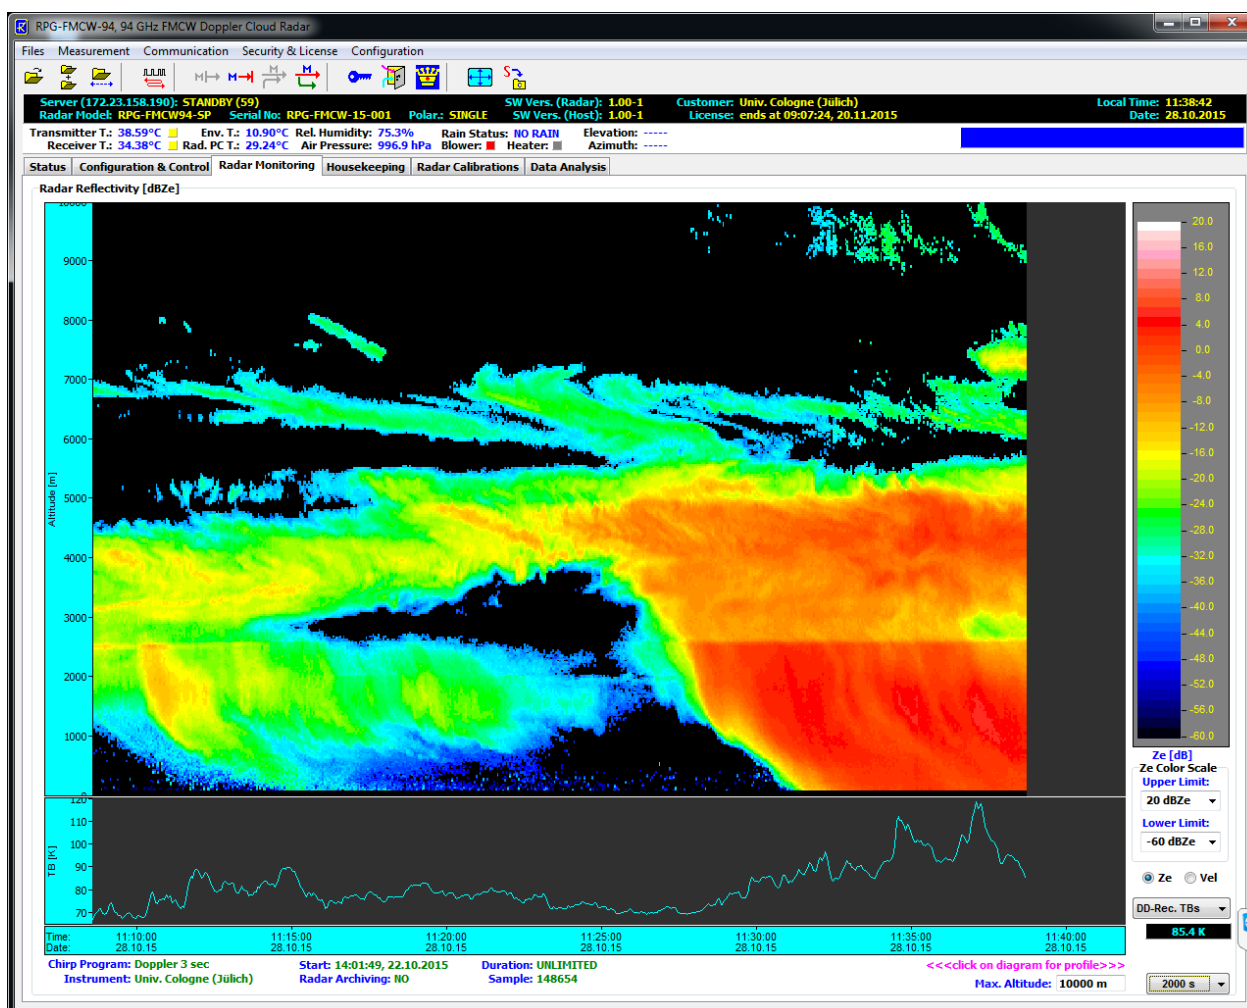 RPG-FMCW-94, 94 GHz FMCW Doppler Cloud Radar
Files Measurement Communication Security & License Configuration
Server (172.23.158.190): STANDBY (59) SW Vers. (Radar): 1.00-1 Customer: Univ. Cologne (Jülich) Local Time: 11:38:42
Radar Model: RPG-FMCW94-SP Serial No: RPG-FMCW-15-001 Polar.: SINGLE SW Vers. (Host): 1.00-1 License: ends at 09:07:24, 20.11.2015 Date: 28.10.2015
Transmitter T.: 38.59°C Env. T.: 10.90°C Rel. Humidity: 75.3% Rain Status: NO RAIN Elevation: -----
Receiver T.: 34.38°C Rad. PC T.: 29.24°C Air Pressure: 996.9 hPa Blower: Heater: Azimuth: -----
Status Configuration & Control Radar Monitoring Housekeeping Radar Calibrations Data Analysis
Radar Reflectivity [dBZe]
10000
9000
8000
7000
6000
5000
4000
3000
2000
1000
0
Altitude [m]
20.0
16.0
12.0
8.0
4.0
0.0
-4.0
-8.0
-12.0
-16.0
-20.0
-24.0
-28.0
-32.0
-36.0
-40.0
-44.0
-48.0
-52.0
-56.0
-60.0
Ze [dB]
Ze Color Scale
Upper Limit:
20 dBZe
Lower Limit:
-60 dBZe
Ze Vel
DD-Rec. TBs
85.4 K
120
110
100
90
80
70
TB [K]
Time: 11:10:00 11:15:00 11:20:00 11:25:00 11:30:00 11:35:00 11:40:00
Date: 28.10.15 28.10.15 28.10.15 28.10.15 28.10.15 28.10.15 28.10.15
Chirp Program: Doppler 3 sec Start: 14:01:49, 22.10.2015 Duration: UNLIMITED <<<click on diagram for profile>>>
Instrument: Univ. Cologne (Jülich) Radar Archiving: NO Sample: 148654 Max. Altitude: 10000 m 2000 s